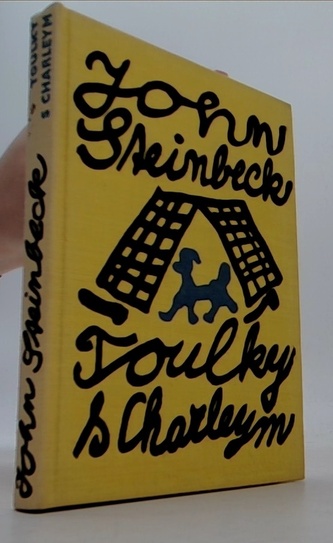 John
Steinbeck
Toulky
s Charleym
John Steinbeck
TOULKY
S CHARLEYM